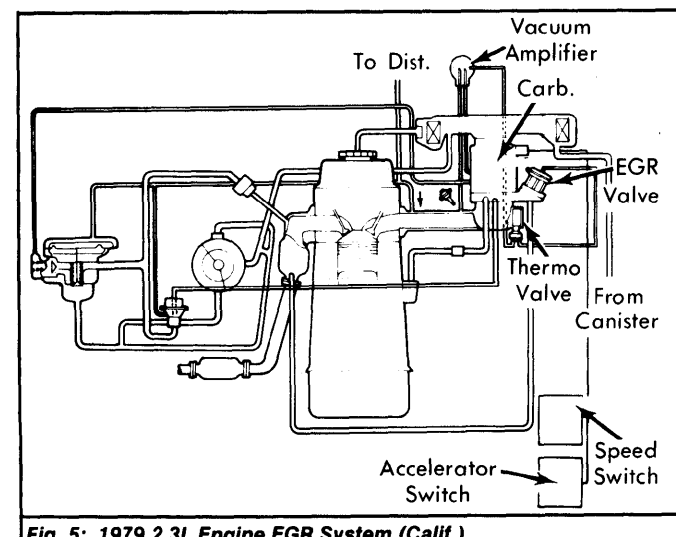 Vacuum
Amplifier
To Dist.
Carb.
EGR
Valve
Thermo
Valve
From
Canister
Speed
Switch
Accelerator
Switch
Fig. 5: 1979 2.3L Engine EGR System (Calif.)